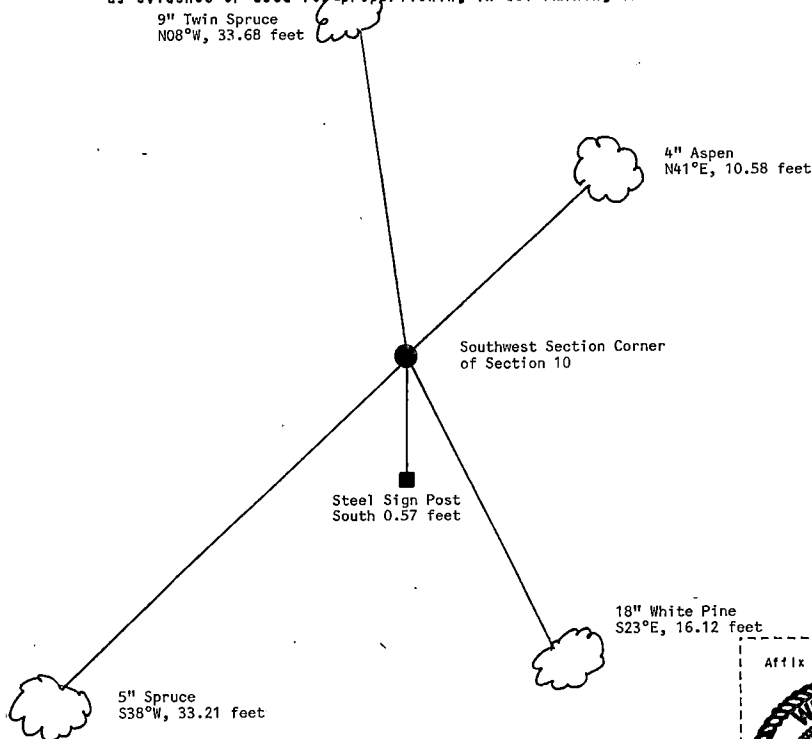 9" Twin Spruce
N08°W, 33.68 feet
4" Aspen
N41°E, 10.58 feet
Southwest Section Corner
of Section 10
Steel Sign Post
South 0.57 feet
18" White Pine
S23°E, 16.12 feet
5" Spruce
S38°W, 33.21 feet
Affix